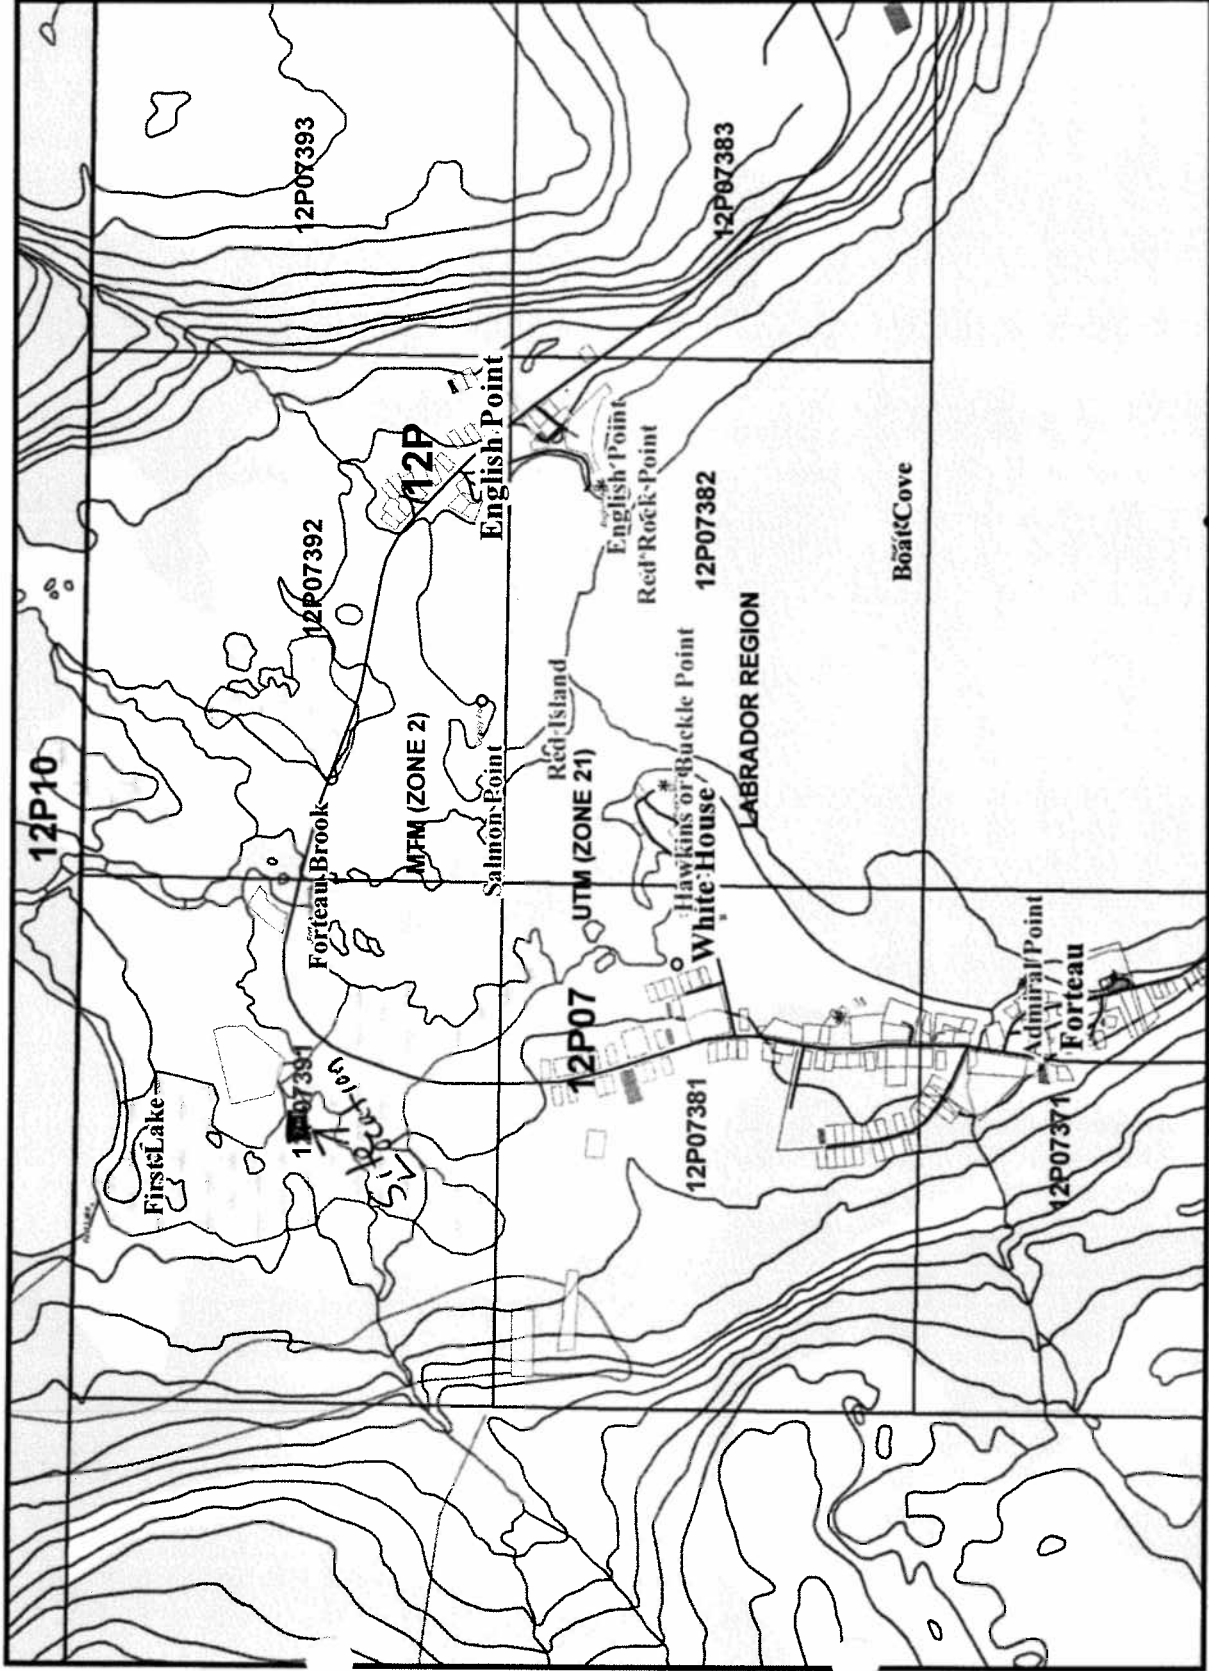 12P10
12P07393
12P07392
12P
English Point
Forteau Brook
MTM (ZONE 2)
Salmon Point
First Lake
Site
Location
12P07383
English Point
Red Rock Point
12P07382
Red Island
UTM (ZONE 21)
Hawkins or Buckle Point
White House
LABRADOR REGION
Boat Cove
12P07
12P07381
Admiral Point
Forteau
12P07371